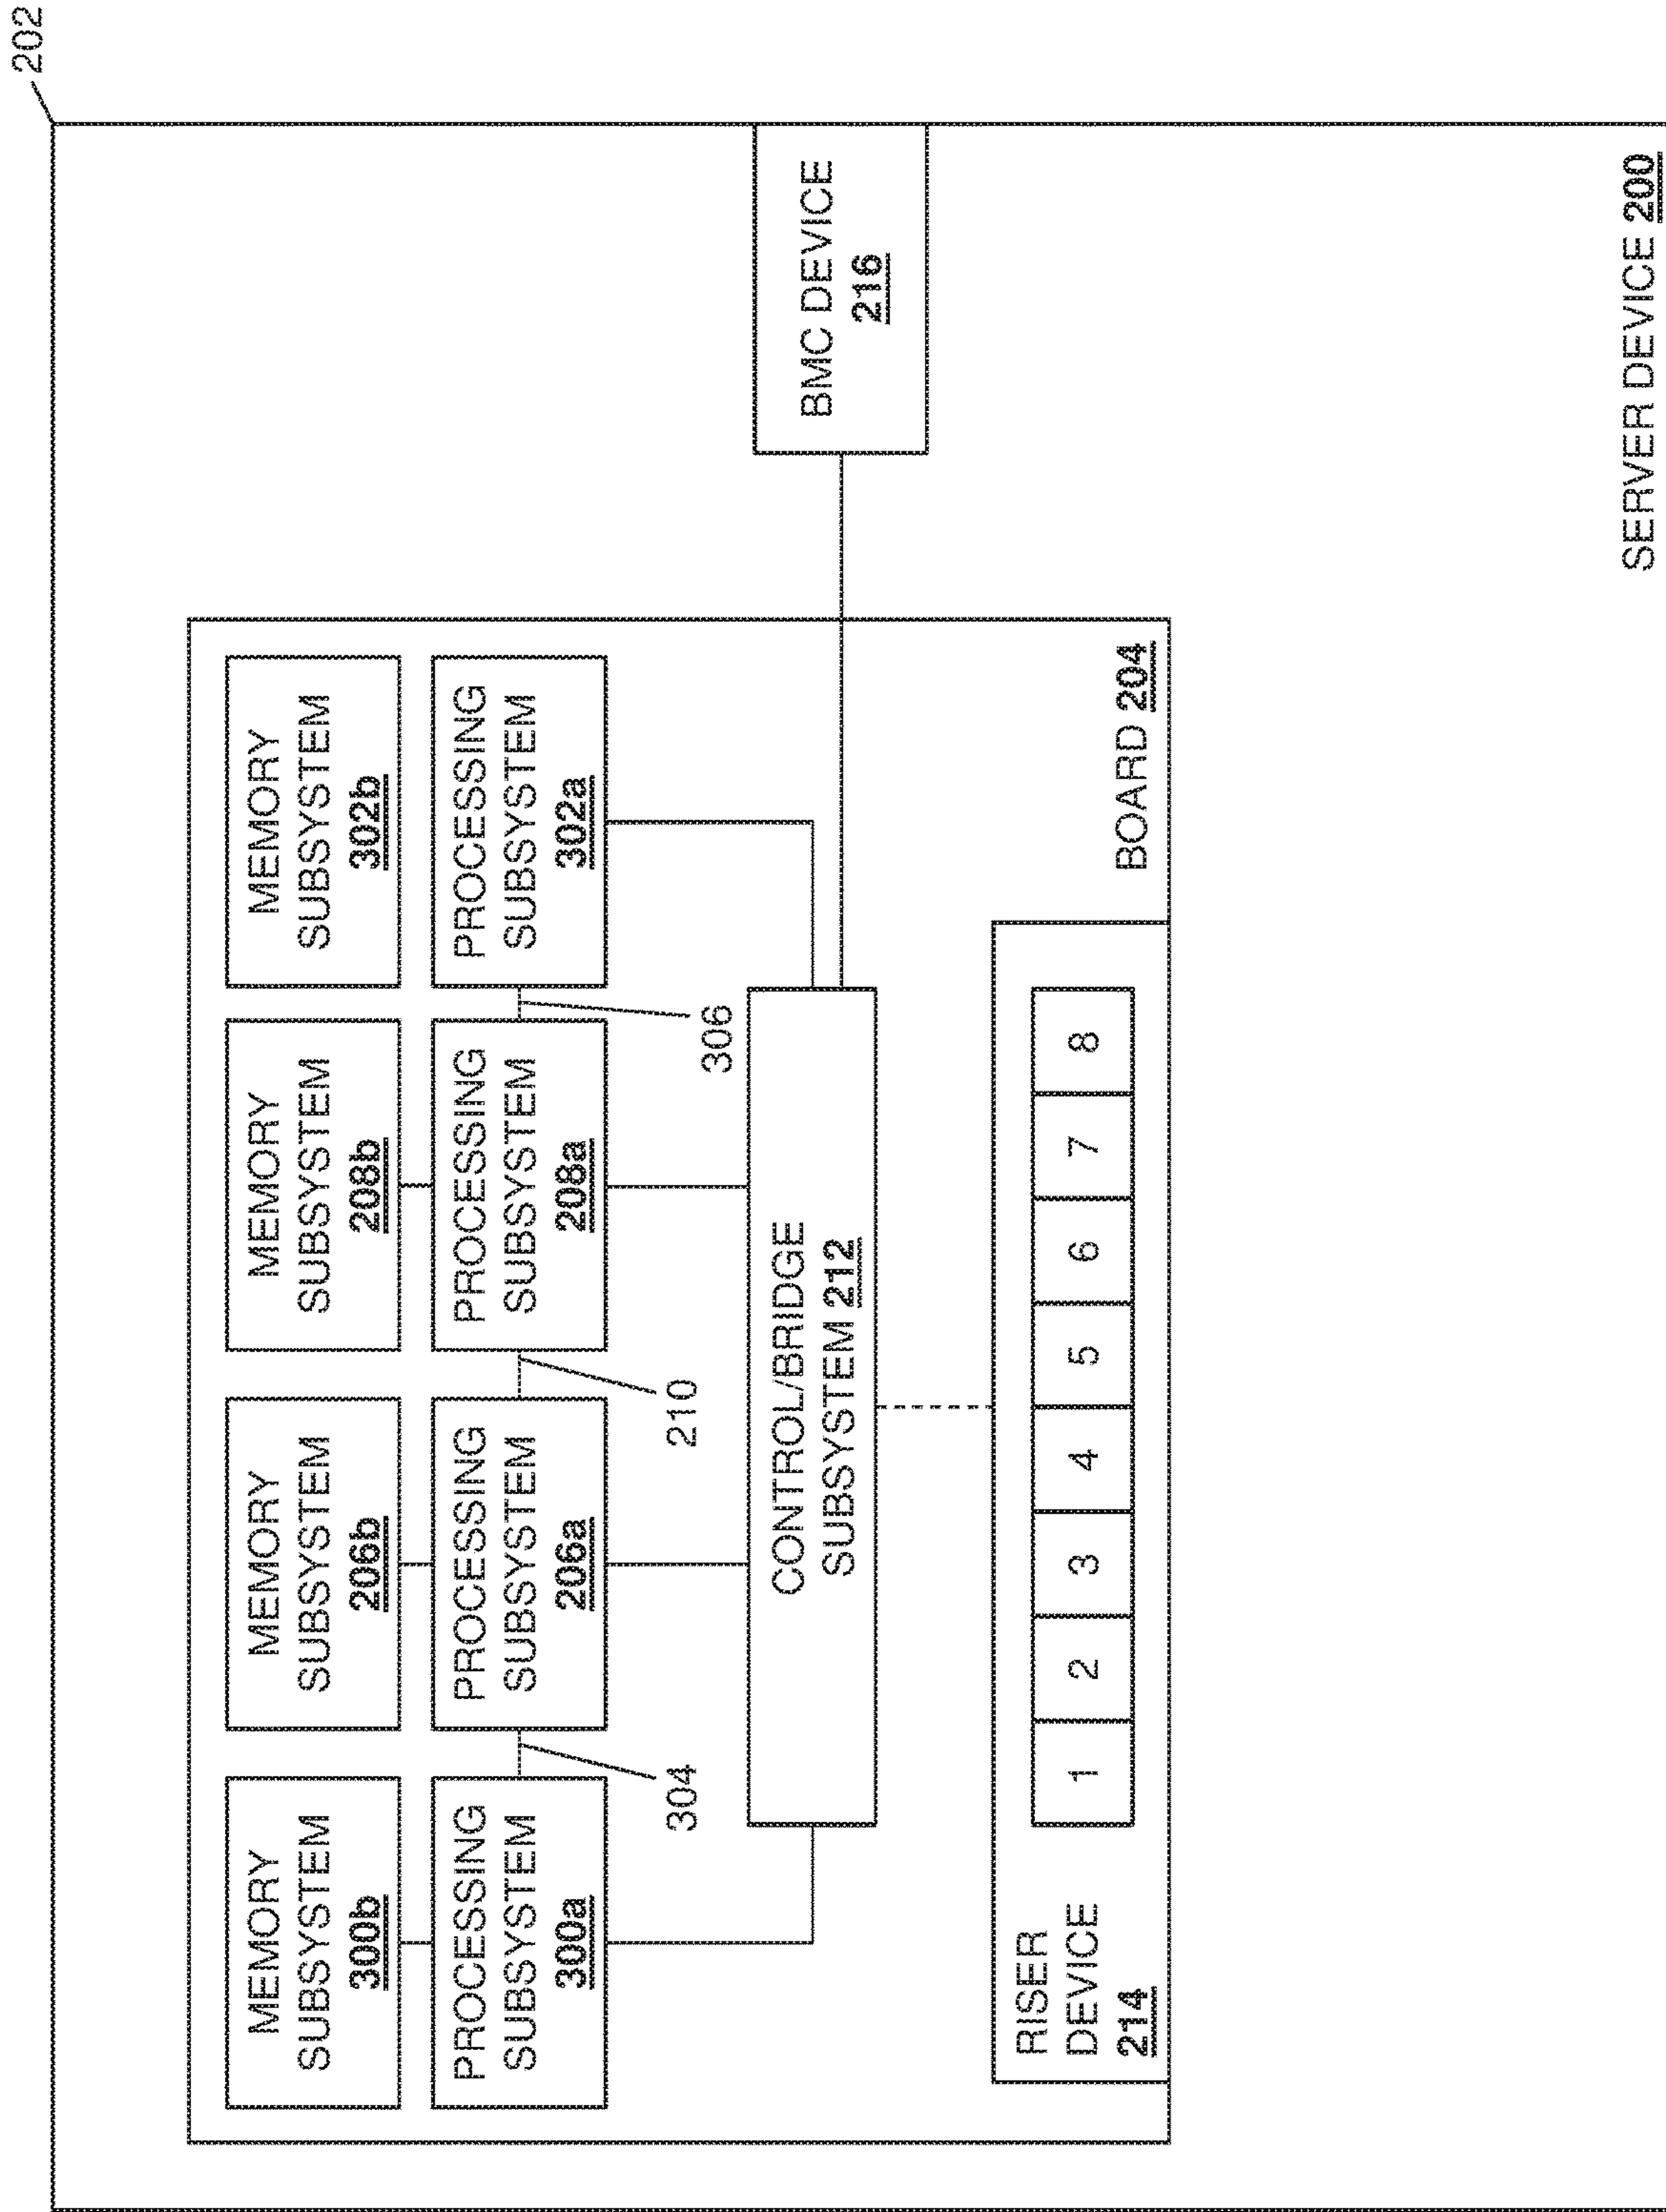 202
MEMORY
SUBSYSTEM
300b
MEMORY
SUBSYSTEM
206b
MEMORY
SUBSYSTEM
208b
MEMORY
SUBSYSTEM
302b
PROCESSING
SUBSYSTEM
300a
PROCESSING
SUBSYSTEM
206a
PROCESSING
SUBSYSTEM
208a
PROCESSING
SUBSYSTEM
302a
304
210
306
CONTROL/BRIDGE
SUBSYSTEM 212
BMC DEVICE
216
RISER
DEVICE
214
1 2 3 4 5 6 7 8
BOARD 204
SERVER DEVICE 200